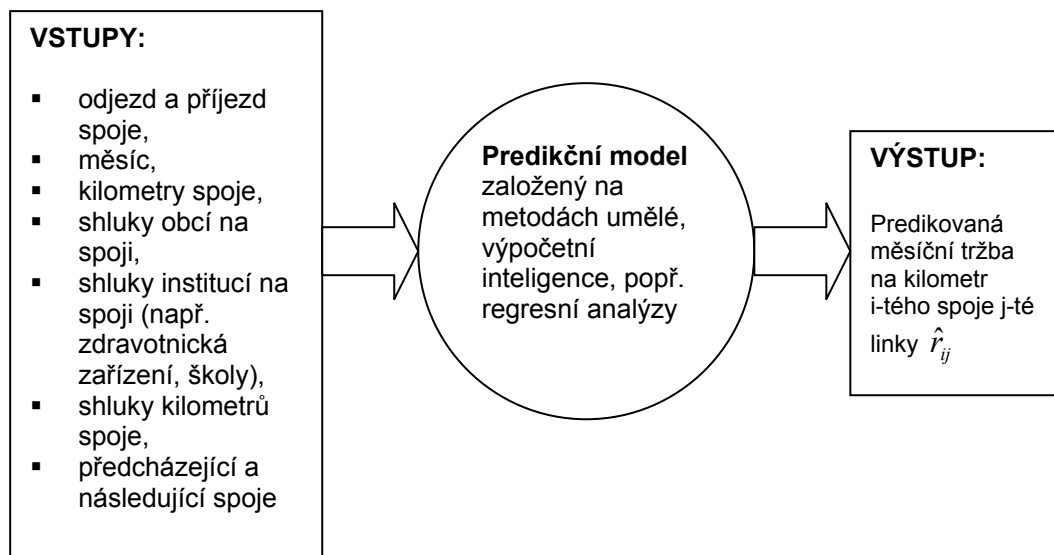 VSTUPY:
▪ odjezd a příjezd
spoje,
▪ měsíc,
▪ kilometry spoje,
▪ shluky obcí na
spoji,
▪ shluky institucí na
spoji (např.
zdravotnická
zařízení, školy),
▪ shluky kilometrů
spoje,
▪ předcházející a
následující spoje
Predikční model
založený na
metodách umělé,
výpočetní
inteligence, popř.
regresní analýzy
VÝSTUP:
Predikovaná
měsíční tržba
na kilometr
i-tého spoje j-té
linky r̂ij